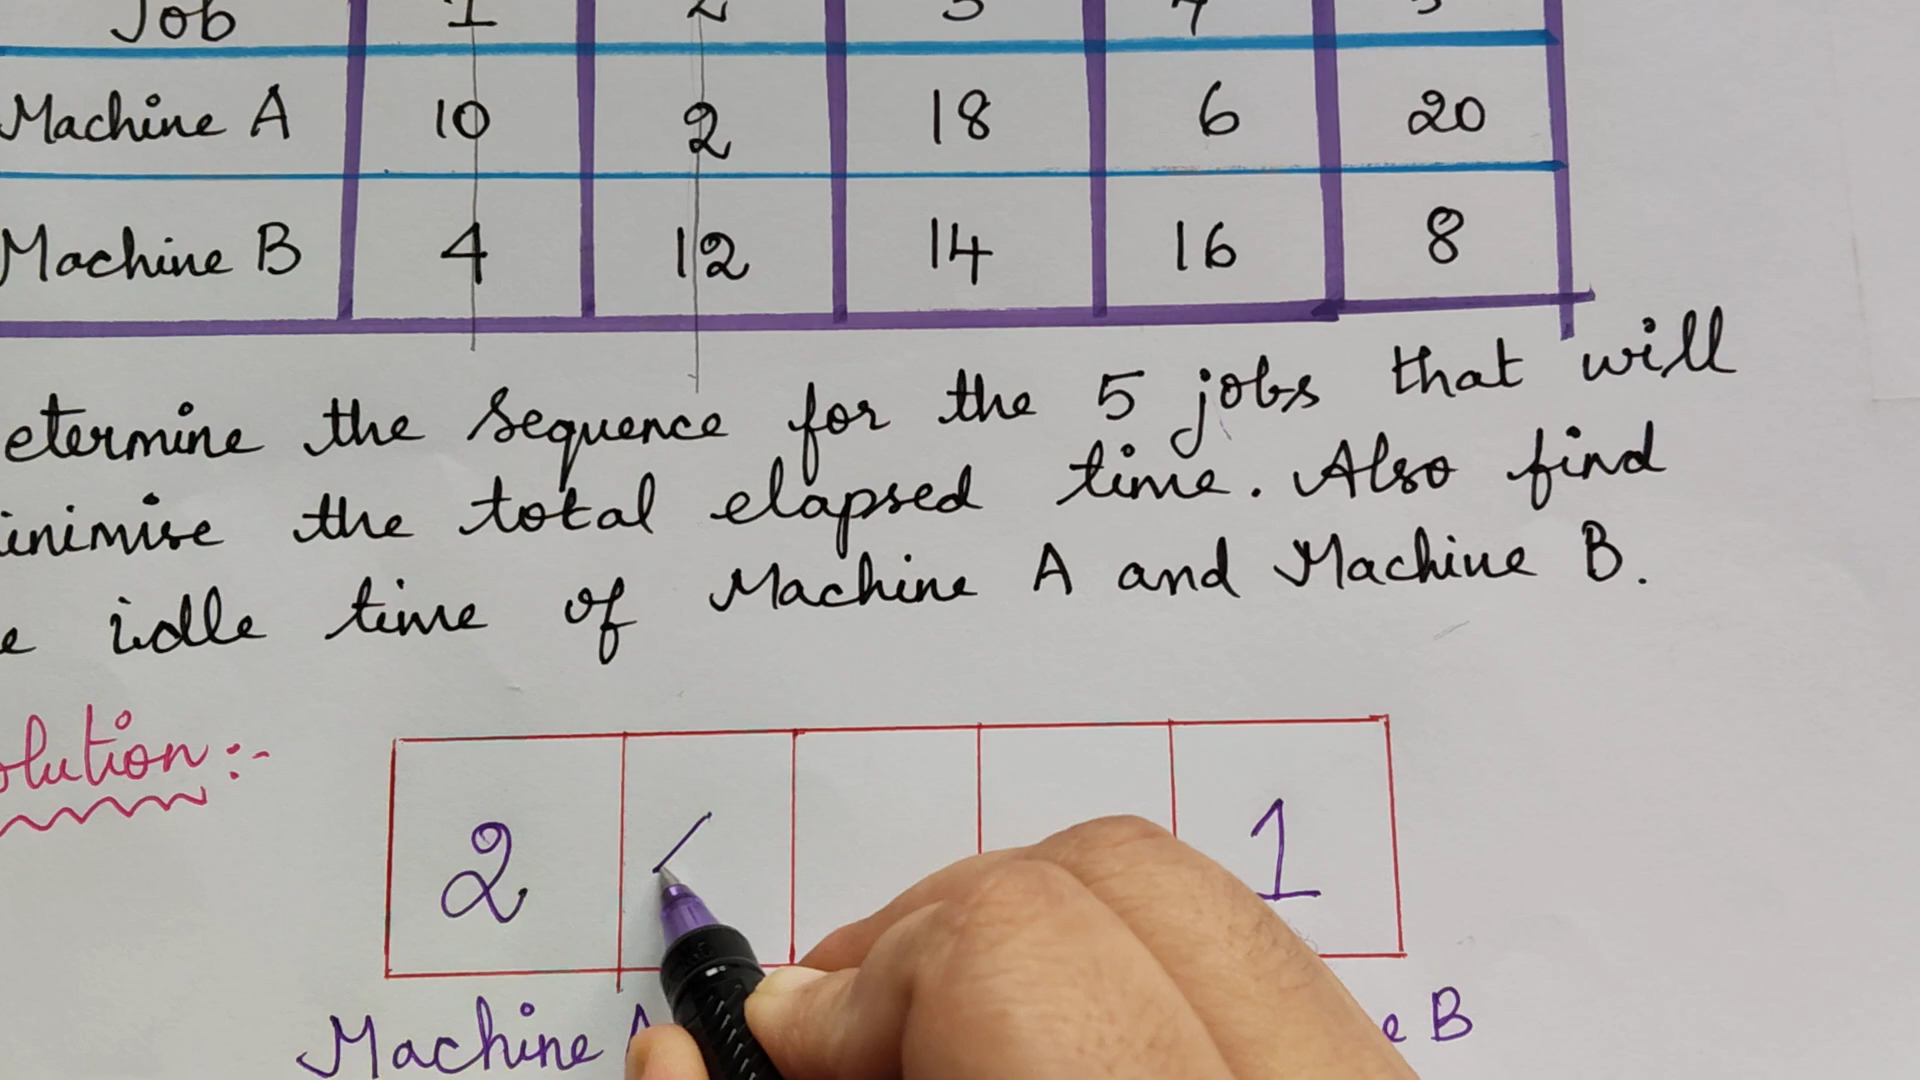 Job 1 2 3 4 5
Machine A 10 2 18 6 20
Machine B 4 12 14 16 8
etermine the sequence for the 5 jobs that will
inimise the total elapsed time. Also find
e idle time of Machine A and Machine B.
olution:-
2 1
Machine A e B